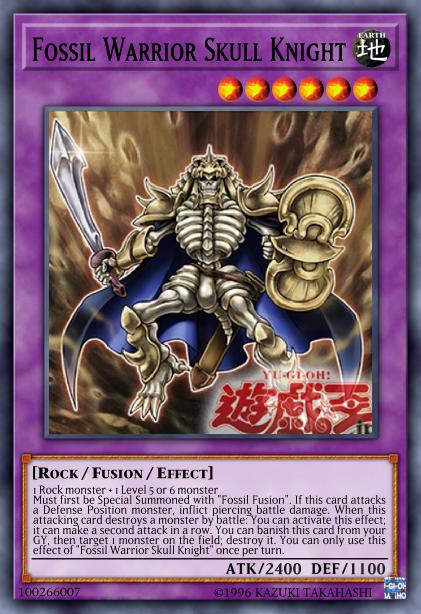 FOSSIL WARRIOR SKULL KNIGHT
EARTH
地
YU-GI-OH!
遊戯王
[ROCK / FUSION / EFFECT]
1 Rock monster + 1 Level 5 or 6 monster
Must first be Special Summoned with "Fossil Fusion". If this card attacks
a Defense Position monster, inflict piercing battle damage. When this
attacking card destroys a monster by battle: You can activate this effect;
it can make a second attack in a row. You can banish this card from your
GY, then target 1 monster on the field; destroy it. You can only use this
effect of "Fossil Warrior Skull Knight" once per turn.
ATK/2400 DEF/1100
100266007
©1996 KAZUKI TAKAHASHI